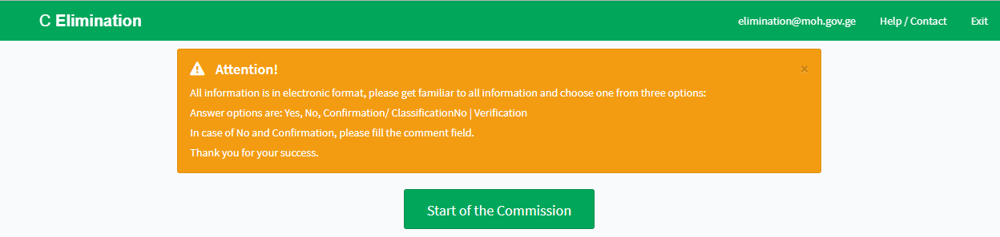 C Elimination
elimination@moh.gov.ge Help / Contact Exit
Attention! ×
All information is in electronic format, please get familiar to all information and choose one from three options:
Answer options are: Yes, No, Confirmation/ ClassificationNo | Verification
In case of No and Confirmation, please fill the comment field.
Thank you for your success.
Start of the Commission